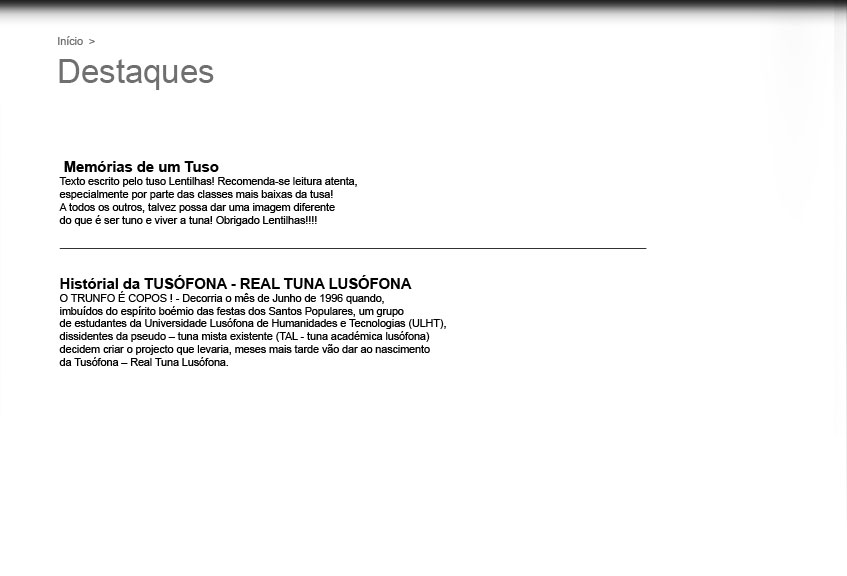 Início >
Destaques
Memórias de um Tuso
Texto escrito pelo tuso Lentilhas! Recomenda-se leitura atenta,
especialmente por parte das classes mais baixas da tusa!
A todos os outros, talvez possa dar uma imagem diferente
do que é ser tuno e viver a tuna! Obrigado Lentilhas!!!!
Histórial da TUSÓFONA - REAL TUNA LUSÓFONA
O TRUNFO É COPOS ! - Decorria o mês de Junho de 1996 quando,
imbuídos do espírito boémio das festas dos Santos Populares, um grupo
de estudantes da Universidade Lusófona de Humanidades e Tecnologias (ULHT),
dissidentes da pseudo – tuna mista existente (TAL - tuna académica lusófona)
decidem criar o projecto que levaria, meses mais tarde vão dar ao nascimento
da Tusófona – Real Tuna Lusófona.